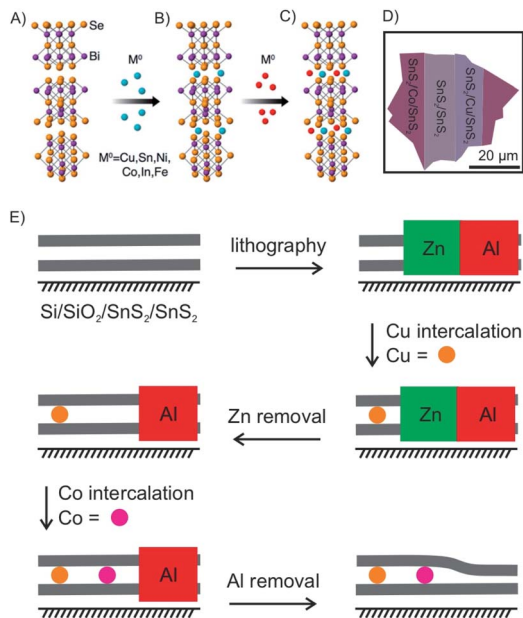 A)
Se
Bi
M⁰
M⁰=Cu,Sn,Ni,
Co,In,Fe
B)
M⁰
C)
D)
SnS₂/Co/SnS₂
SnS₂/SnS₂
SnS₂/Cu/SnS₂
20 µm
E)
Si/SiO₂/SnS₂/SnS₂
lithography
Zn
Al
Cu intercalation
Cu =
Zn
Al
Zn removal
Al
Co intercalation
Co =
Al
Al removal